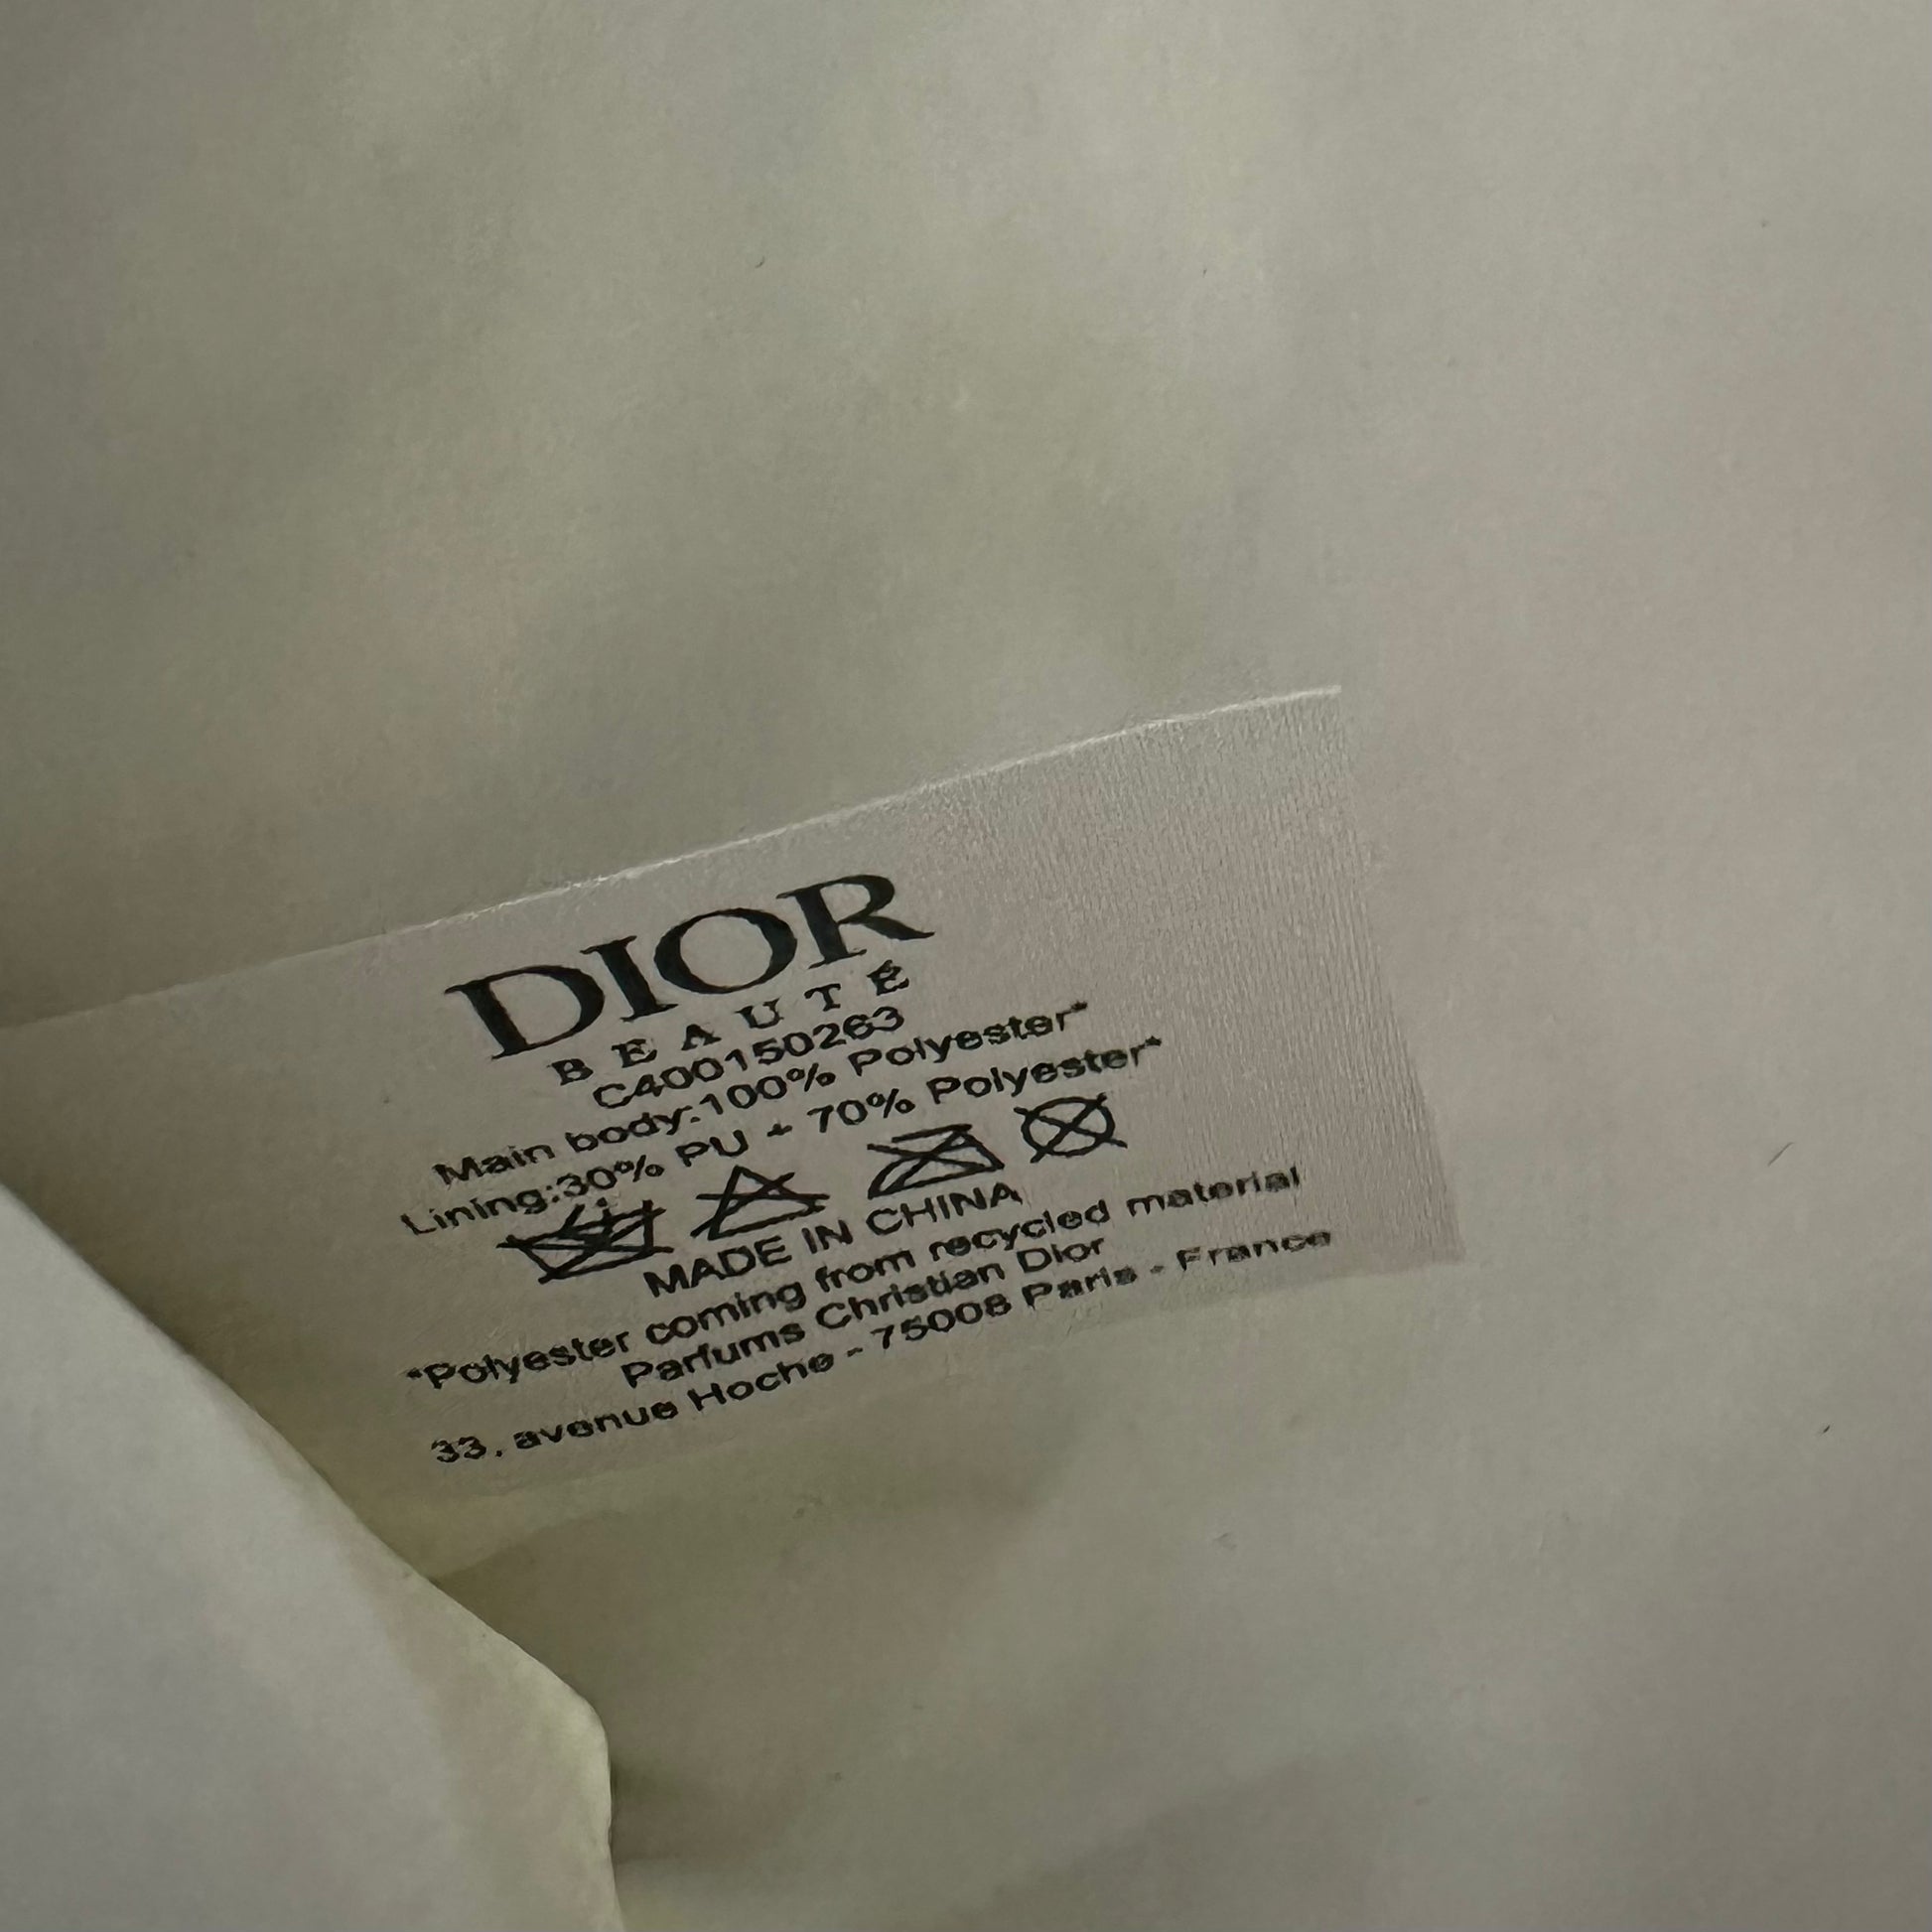 DIOR
BEAUTÉ
C400150263
Main body:100% Polyester*
Lining:30% PU + 70% Polyester*
MADE IN CHINA
*Polyester coming from recycled material
Parfums Christian Dior
33, avenue Hoche - 75008 Paris - France